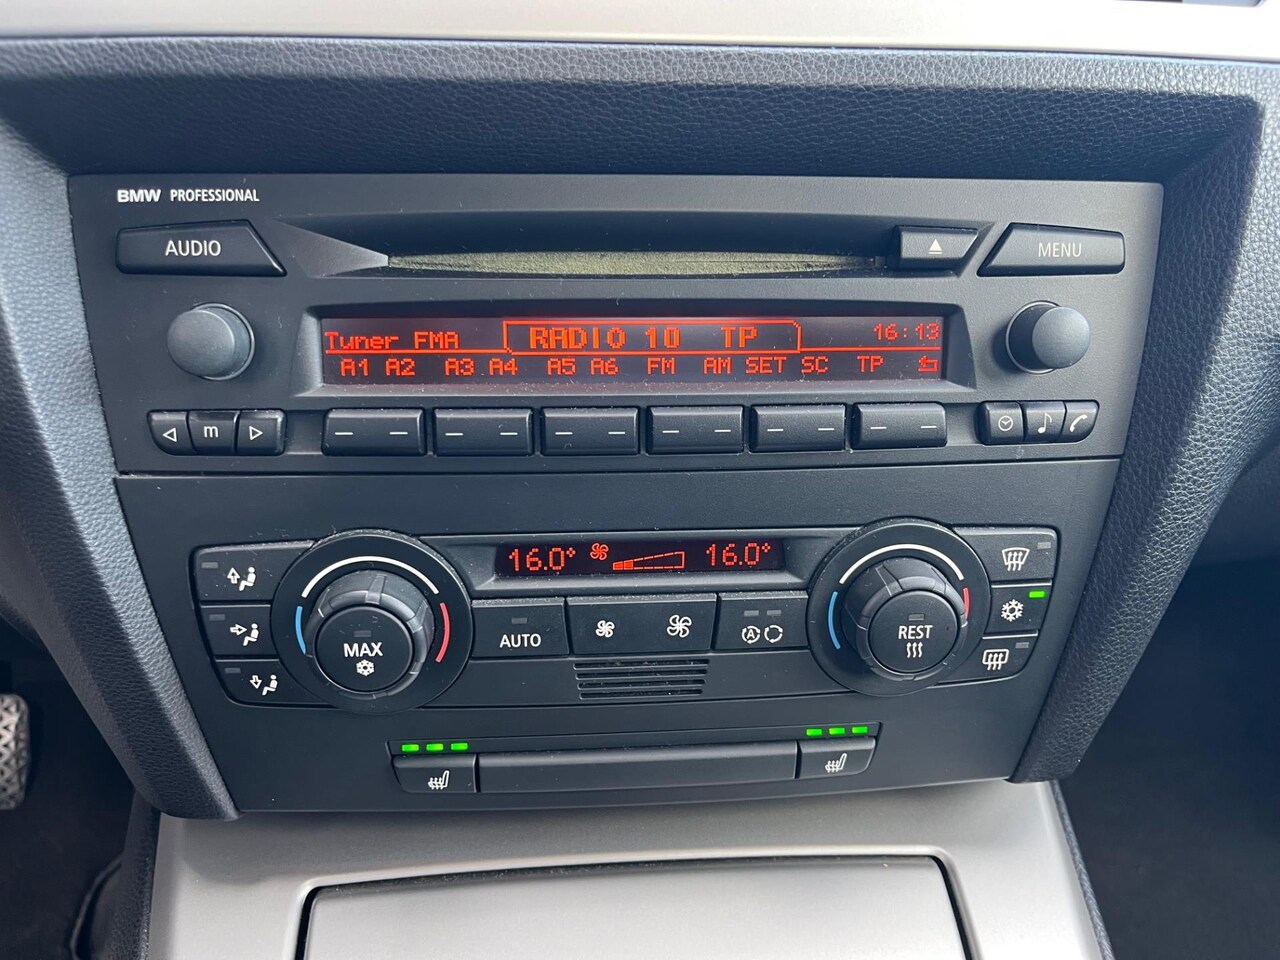 BMW PROFESSIONAL
AUDIO
MENU
Tuner FMA RADIO 10 TP 16:13
A1 A2 A3 A4 A5 A6 FM AM SET SC TP
m
16.0° 16.0°
MAX
AUTO
A
REST